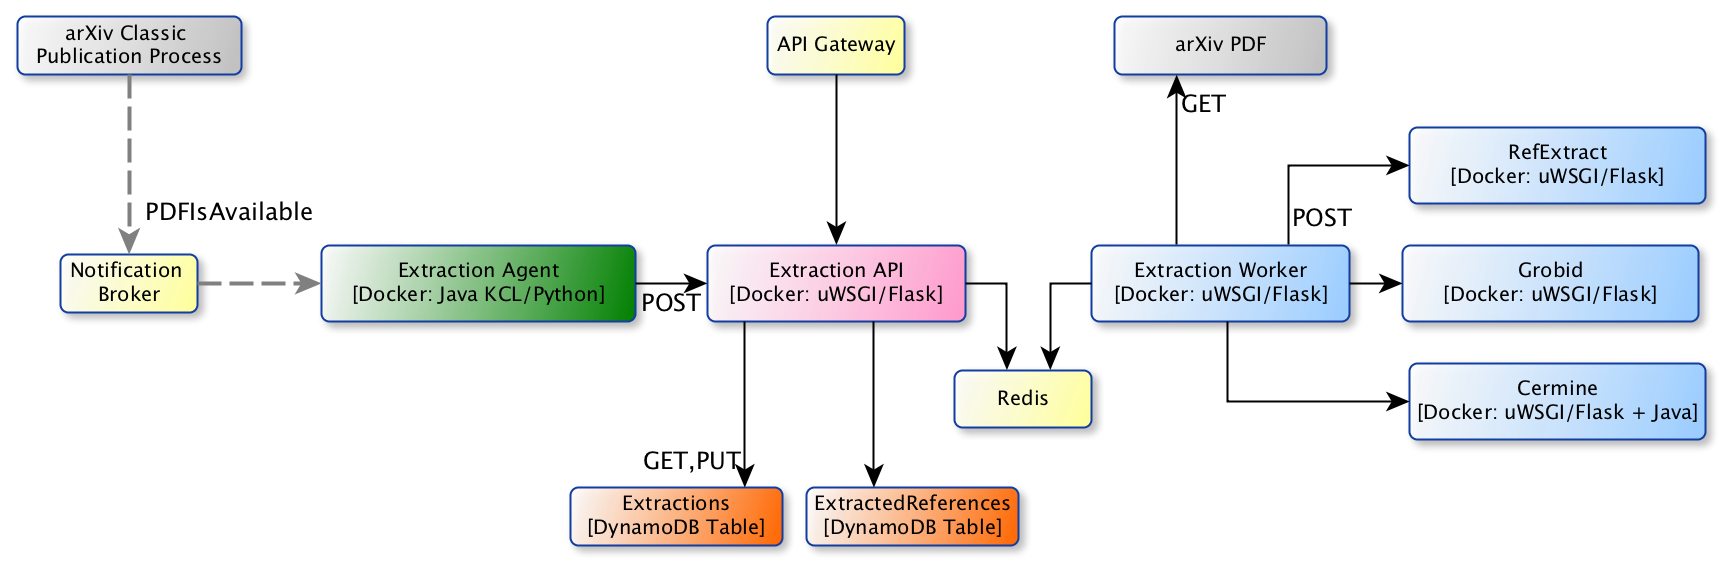 arXiv Classic
Publication Process
API Gateway
arXiv PDF
GET
RefExtract
[Docker: uWSGI/Flask]
PDFIsAvailable
POST
Notification
Broker
Extraction Agent
[Docker: Java KCL/Python]
POST
Extraction API
[Docker: uWSGI/Flask]
Extraction Worker
[Docker: uWSGI/Flask]
Grobid
[Docker: uWSGI/Flask]
Redis
Cermine
[Docker: uWSGI/Flask + Java]
GET,PUT
Extractions
[DynamoDB Table]
ExtractedReferences
[DynamoDB Table]